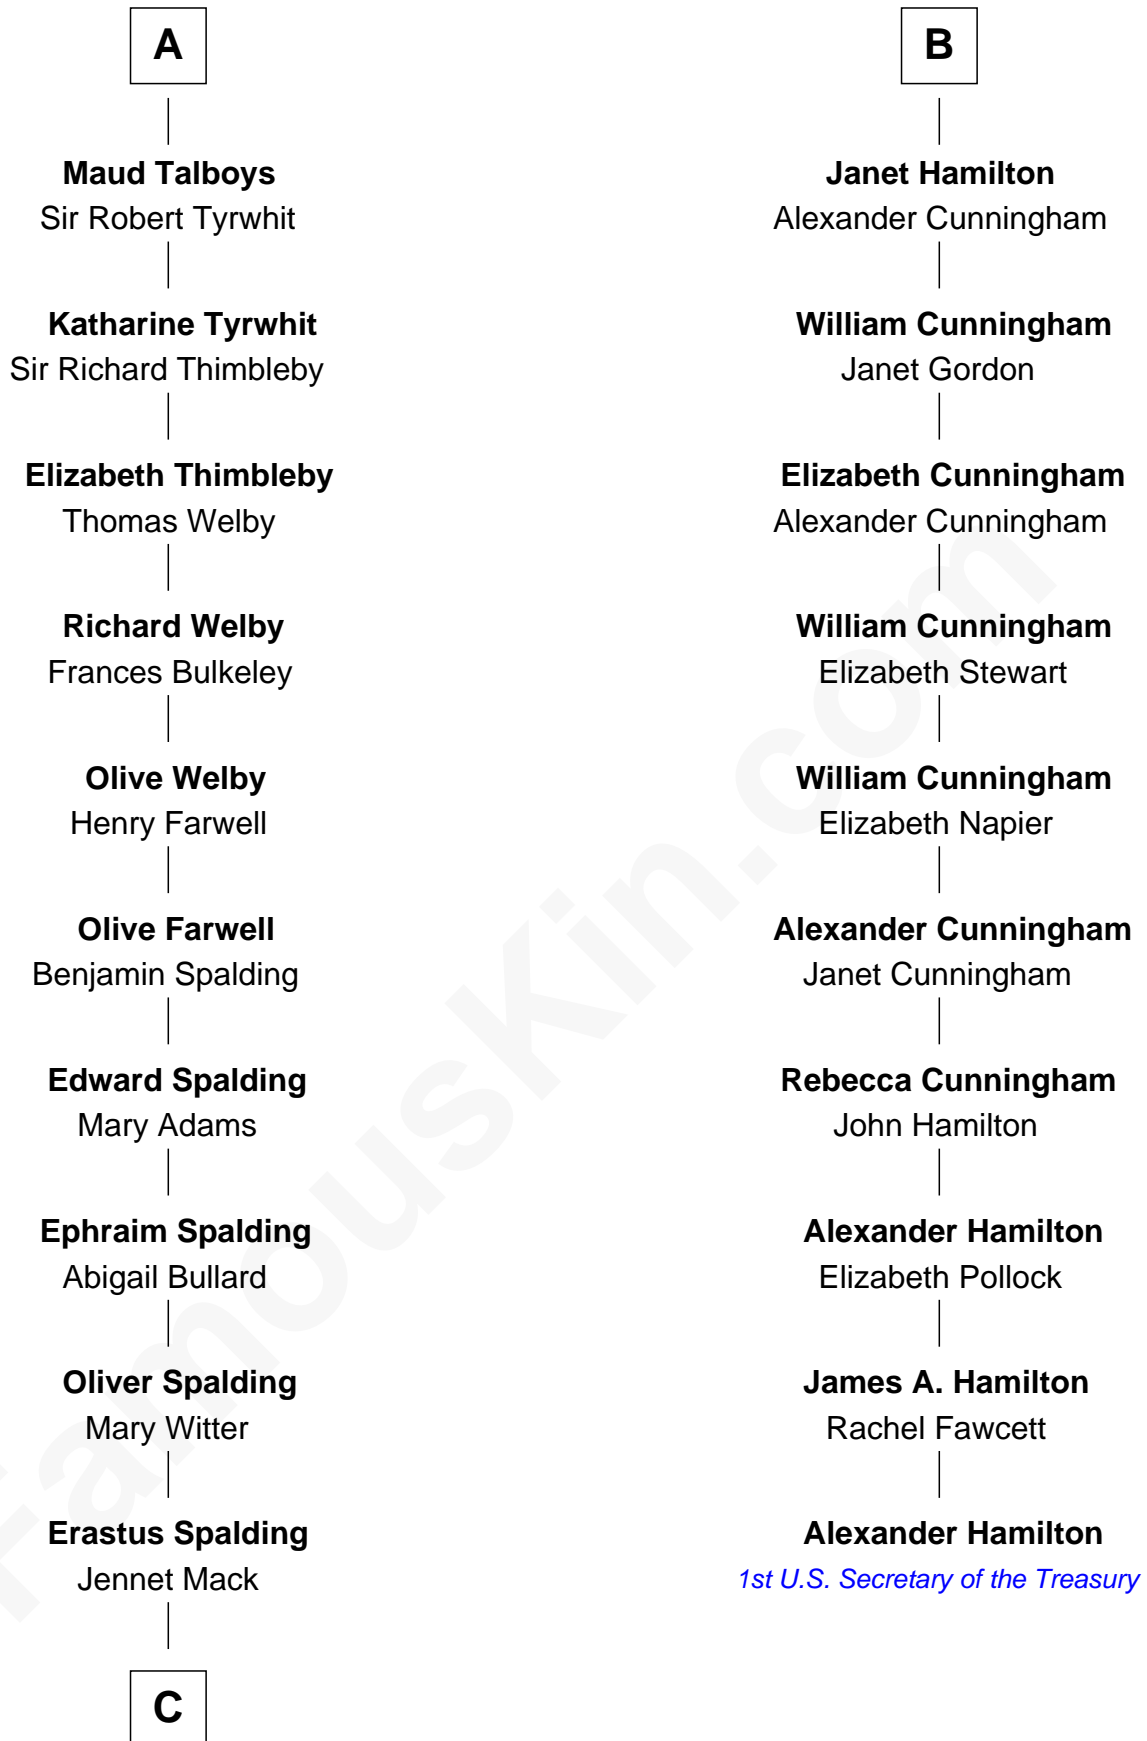 A
Maud Talboys
Sir Robert Tyrwhit
Katharine Tyrwhit
Sir Richard Thimbleby
Elizabeth Thimbleby
Thomas Welby
Richard Welby
Frances Bulkeley
Olive Welby
Henry Farwell
Olive Farwell
Benjamin Spalding
Edward Spalding
Mary Adams
Ephraim Spalding
Abigail Bullard
Oliver Spalding
Mary Witter
Erastus Spalding
Jennet Mack
C
B
Janet Hamilton
Alexander Cunningham
William Cunningham
Janet Gordon
Elizabeth Cunningham
Alexander Cunningham
William Cunningham
Elizabeth Stewart
William Cunningham
Elizabeth Napier
Alexander Cunningham
Janet Cunningham
Rebecca Cunningham
John Hamilton
Alexander Hamilton
Elizabeth Pollock
James A. Hamilton
Rachel Fawcett
Alexander Hamilton
1st U.S. Secretary of the Treasury
FamousKin.com